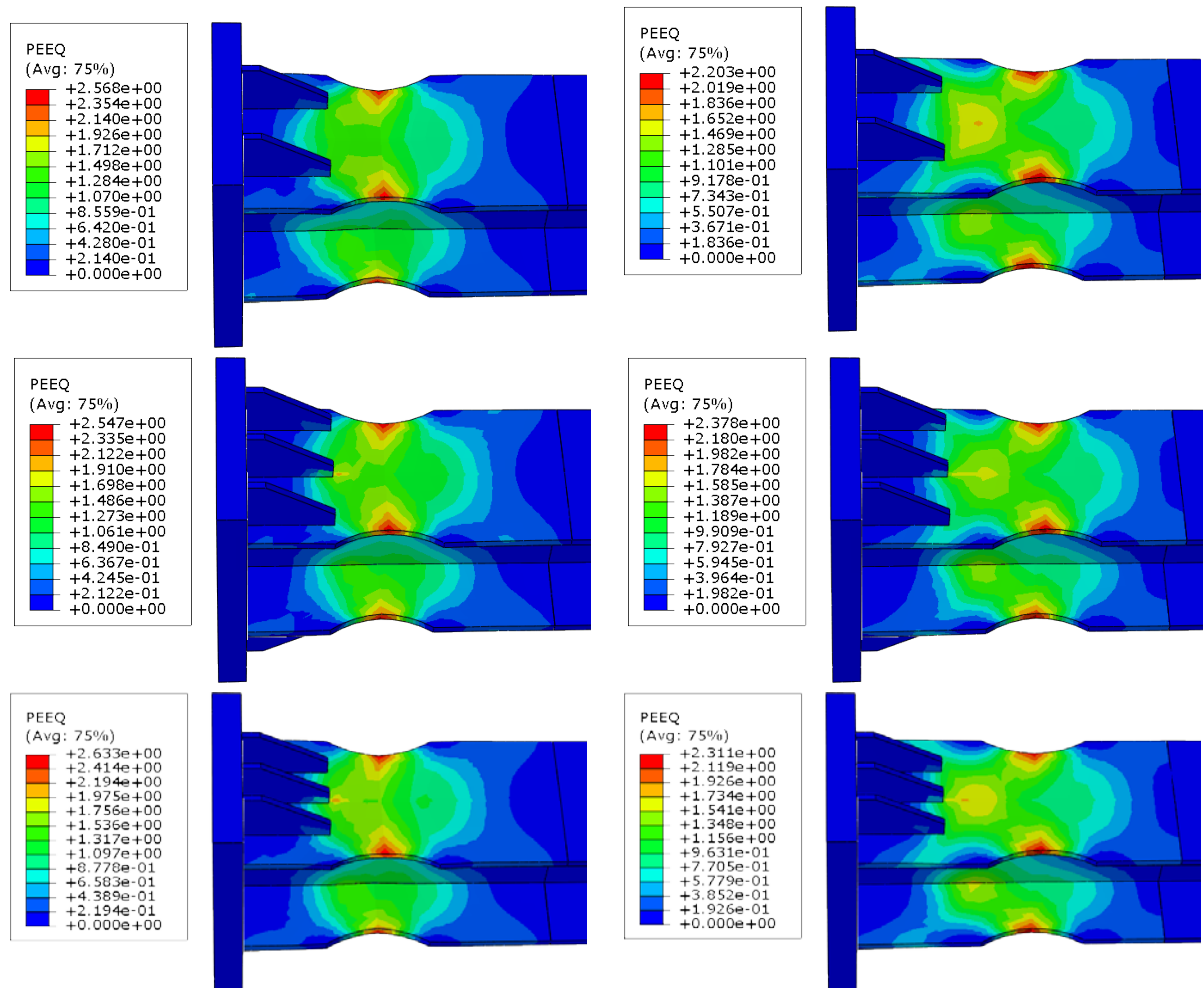 PEEQ
(Avg: 75%)
+2.568e+00
+2.354e+00
+2.140e+00
+1.926e+00
+1.712e+00
+1.498e+00
+1.284e+00
+1.070e+00
+8.559e-01
+6.420e-01
+4.280e-01
+2.140e-01
+0.000e+00
PEEQ
(Avg: 75%)
+2.203e+00
+2.019e+00
+1.836e+00
+1.652e+00
+1.469e+00
+1.285e+00
+1.101e+00
+9.178e-01
+7.343e-01
+5.507e-01
+3.671e-01
+1.836e-01
+0.000e+00
PEEQ
(Avg: 75%)
+2.547e+00
+2.335e+00
+2.122e+00
+1.910e+00
+1.698e+00
+1.486e+00
+1.273e+00
+1.061e+00
+8.490e-01
+6.367e-01
+4.245e-01
+2.122e-01
+0.000e+00
PEEQ
(Avg: 75%)
+2.378e+00
+2.180e+00
+1.982e+00
+1.784e+00
+1.585e+00
+1.387e+00
+1.189e+00
+9.909e-01
+7.927e-01
+5.945e-01
+3.964e-01
+1.982e-01
+0.000e+00
PEEQ
(Avg: 75%)
+2.633e+00
+2.414e+00
+2.194e+00
+1.975e+00
+1.756e+00
+1.536e+00
+1.317e+00
+1.097e+00
+8.778e-01
+6.583e-01
+4.389e-01
+2.194e-01
+0.000e+00
PEEQ
(Avg: 75%)
+2.311e+00
+2.119e+00
+1.926e+00
+1.734e+00
+1.541e+00
+1.348e+00
+1.156e+00
+9.631e-01
+7.705e-01
+5.779e-01
+3.852e-01
+1.926e-01
+0.000e+00